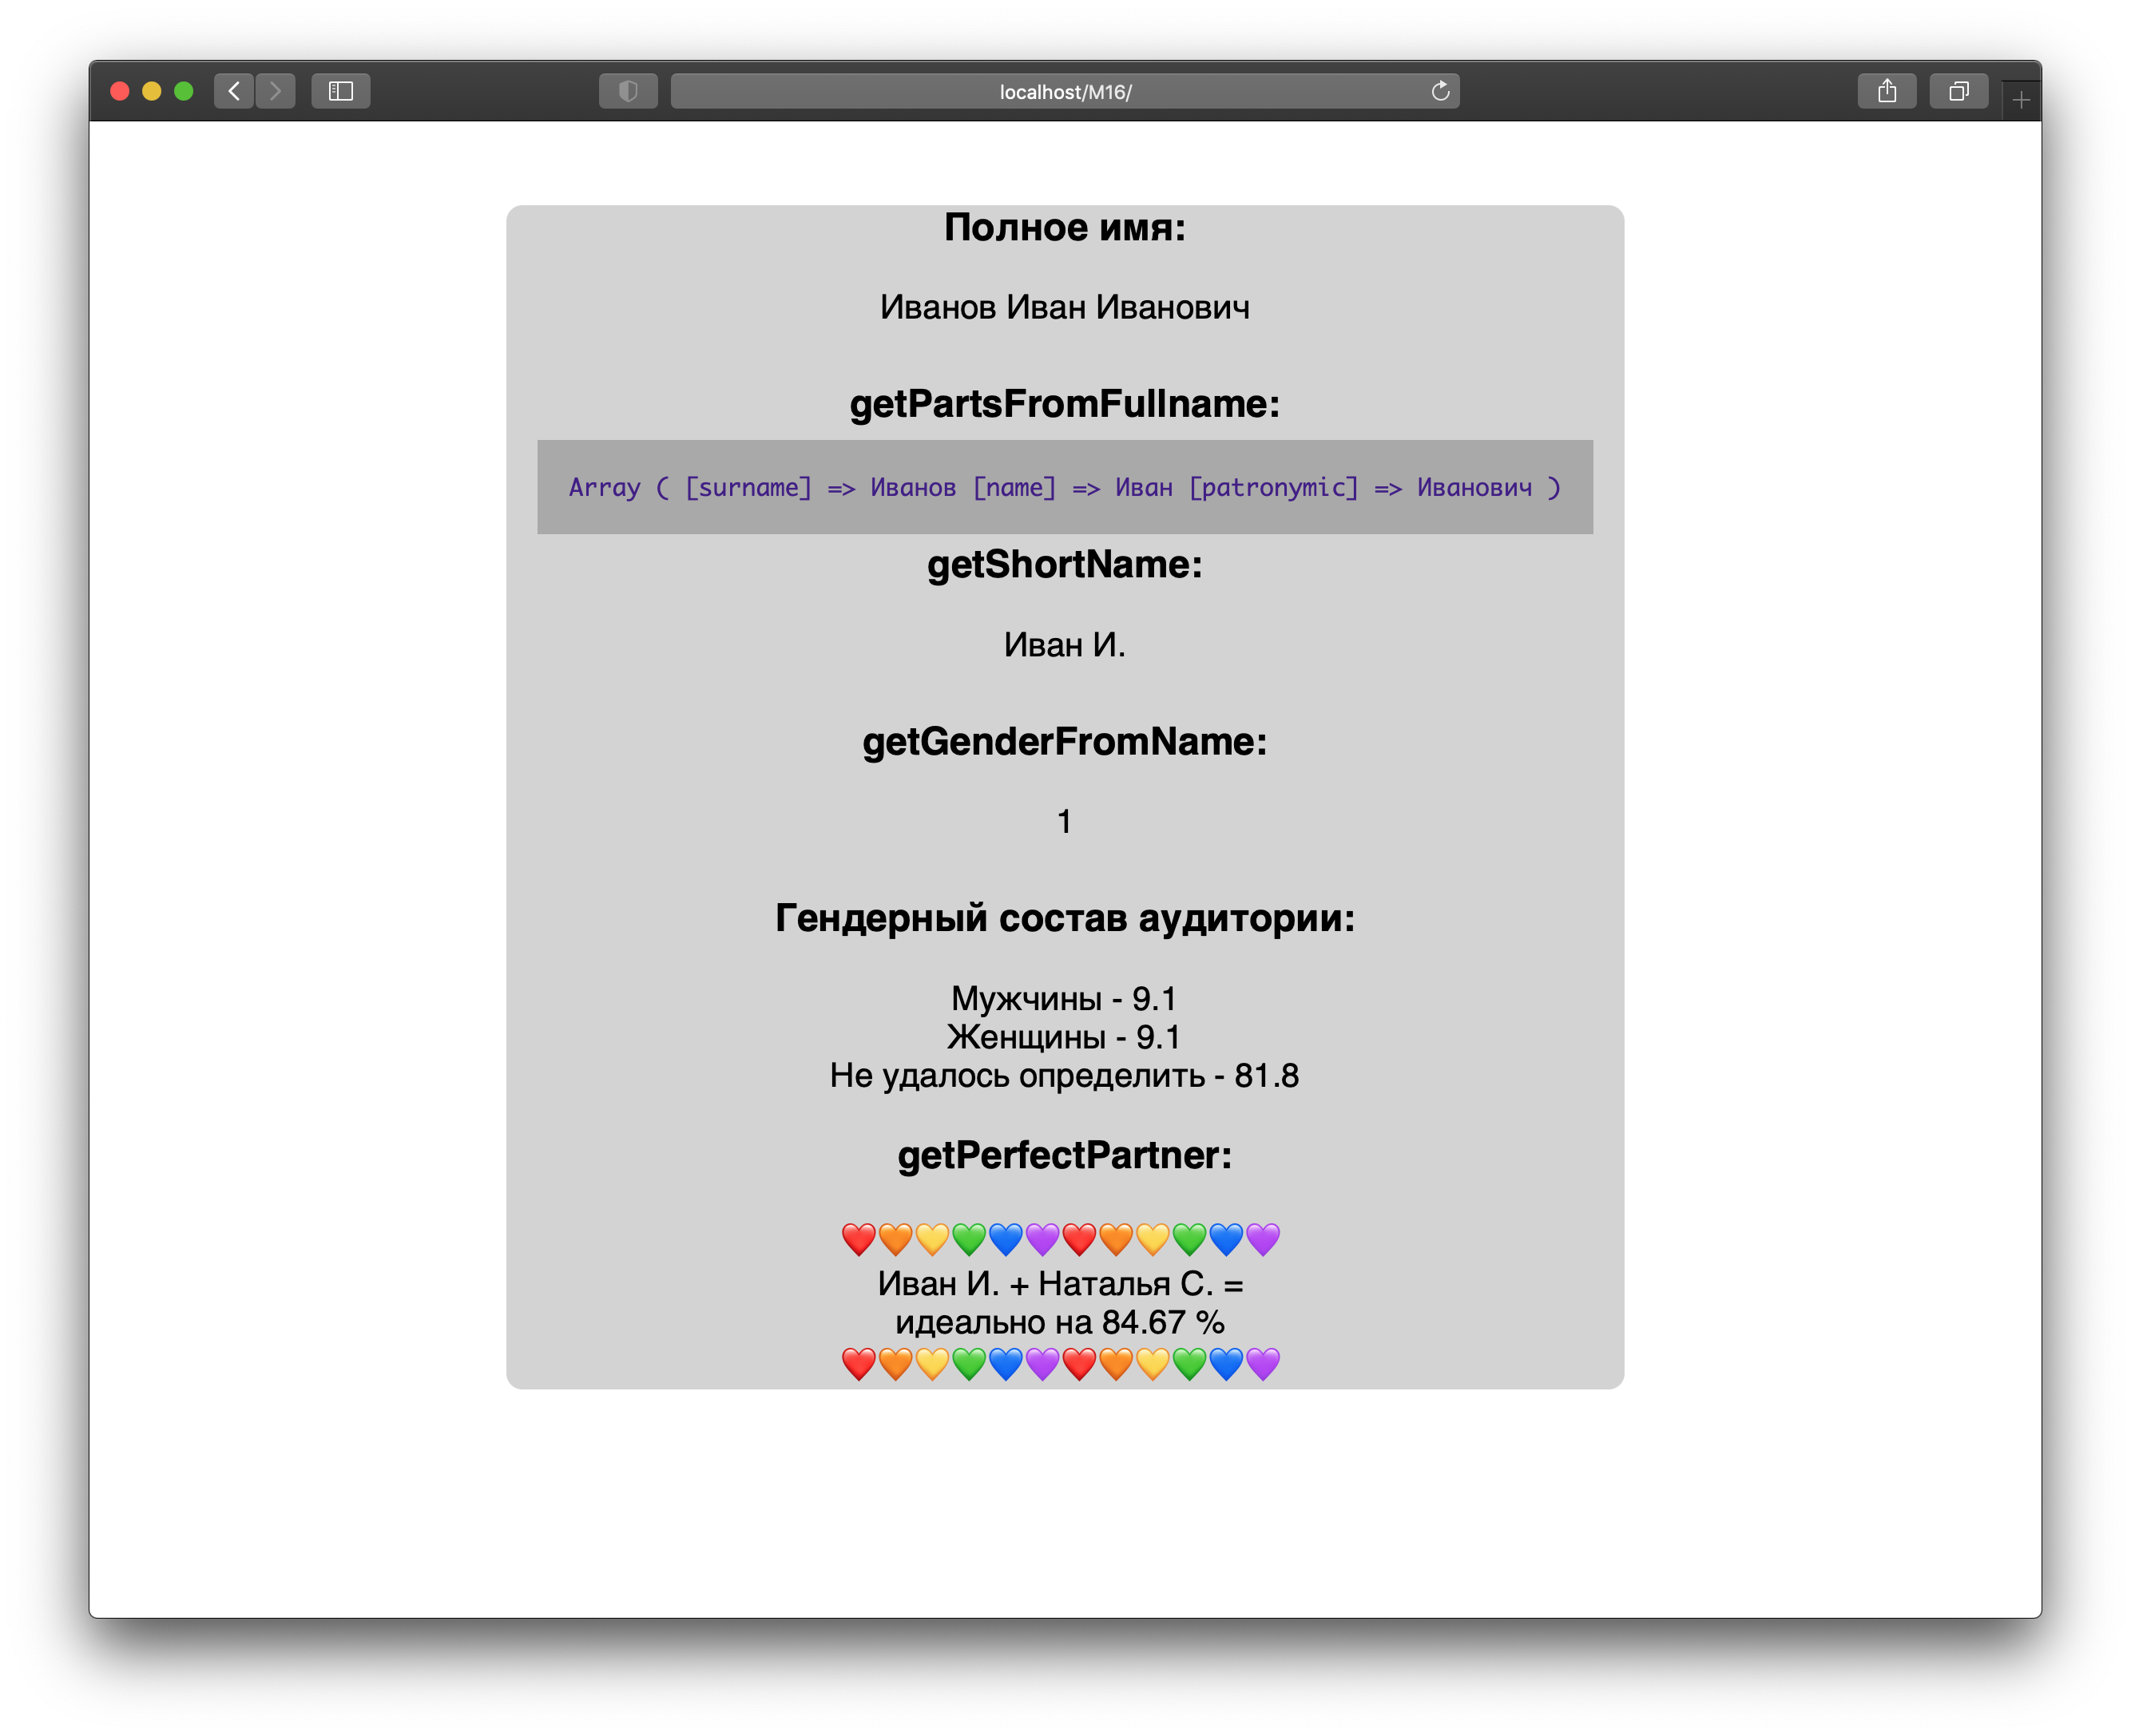 localhost/M16/
Полное имя:
Иванов Иван Иванович
getPartsFromFullname:
Array ( [surname] => Иванов [name] => Иван [patronymic] => Иванович )
getShortName:
Иван И.
getGenderFromName:
1
Гендерный состав аудитории:
Мужчины - 9.1
Женщины - 9.1
Не удалось определить - 81.8
getPerfectPartner:
❤️🧡💛💚💙💜❤️🧡💛💚💙💜
Иван И. + Наталья С. =
идеально на 84.67 %
❤️🧡💛💚💙💜❤️🧡💛💚💙💜